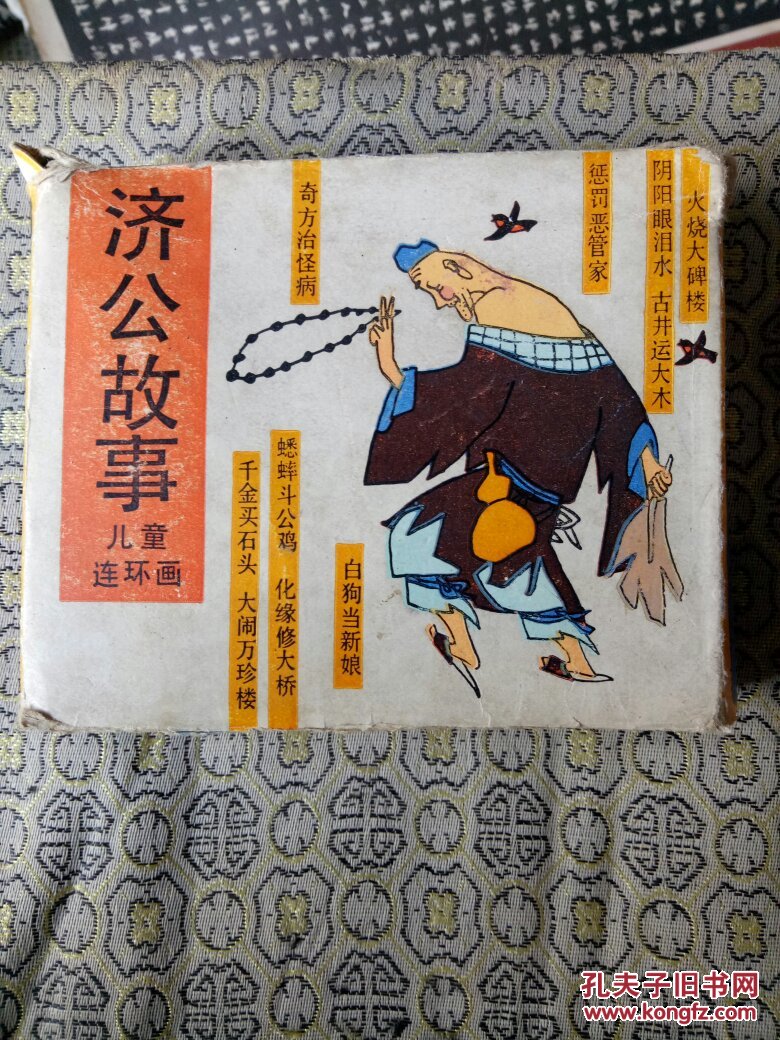 济公故事
儿童
连环画
奇方治怪病
惩罚恶管家
阴阳眼泪水 古井运大木
火烧大碑楼
千金买石头 大闹万珍楼
蟋蟀斗公鸡 化缘修大桥
白狗当新娘
孔夫子旧书网
www.kongfz.com